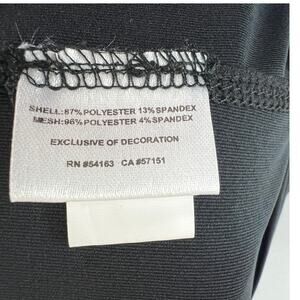 SHELL:87%POLYESTER 13%SPANDEX
MESH:96%POLYESTER 4%SPANDEX
EXCLUSIVE OF DECORATION
RN #54163 CA #57151